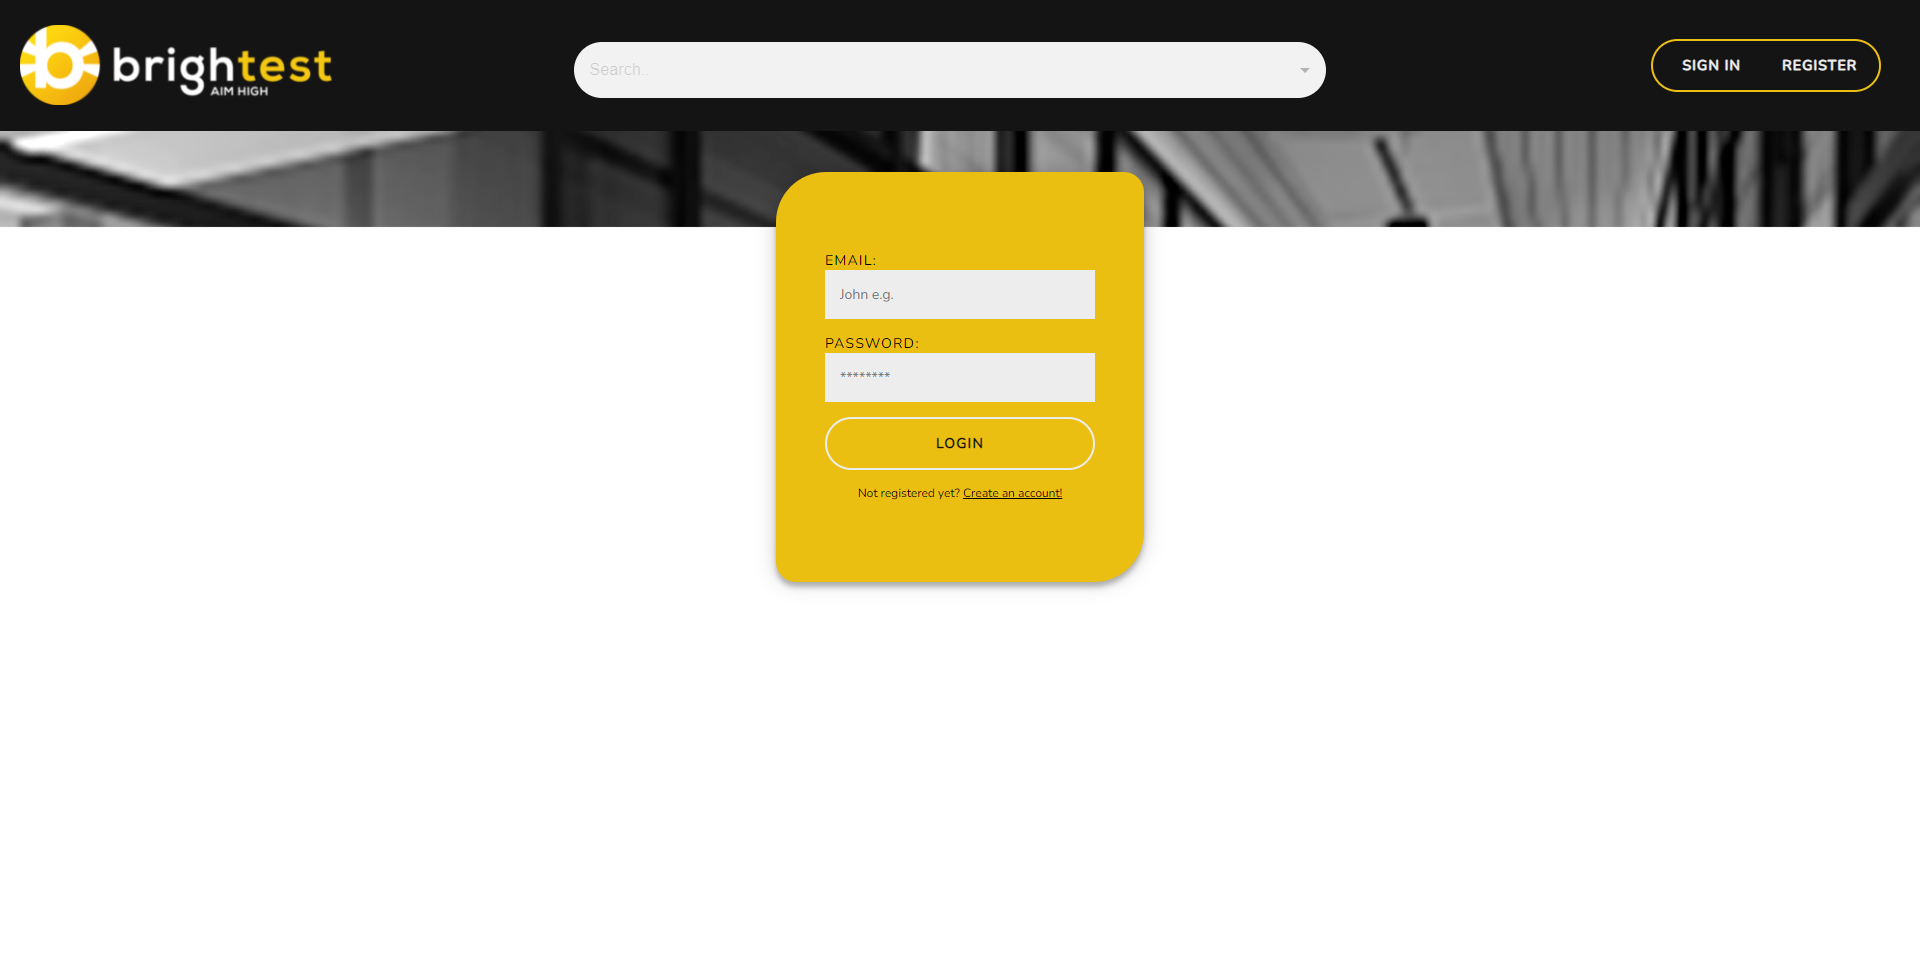 brightest
AIM HIGH
Search..
SIGN IN
REGISTER
EMAIL:
John e.g.
PASSWORD:
********
LOGIN
Not registered yet? Create an account!